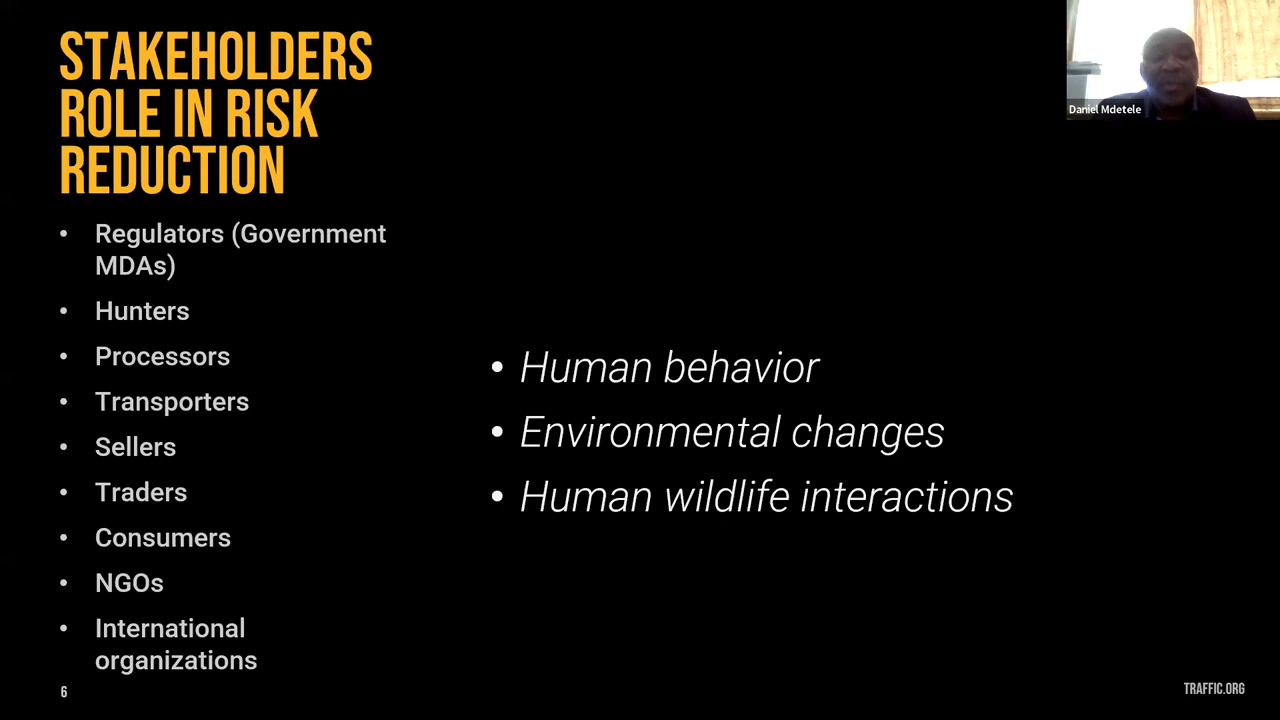 STAKEHOLDERS
ROLE IN RISK
REDUCTION
• Regulators (Government
MDAs)
• Hunters
• Processors
• Transporters
• Sellers
• Traders
• Consumers
• NGOs
• International
organizations
• Human behavior
• Environmental changes
• Human wildlife interactions
Daniel Mdetele
6
TRAFFIC.ORG